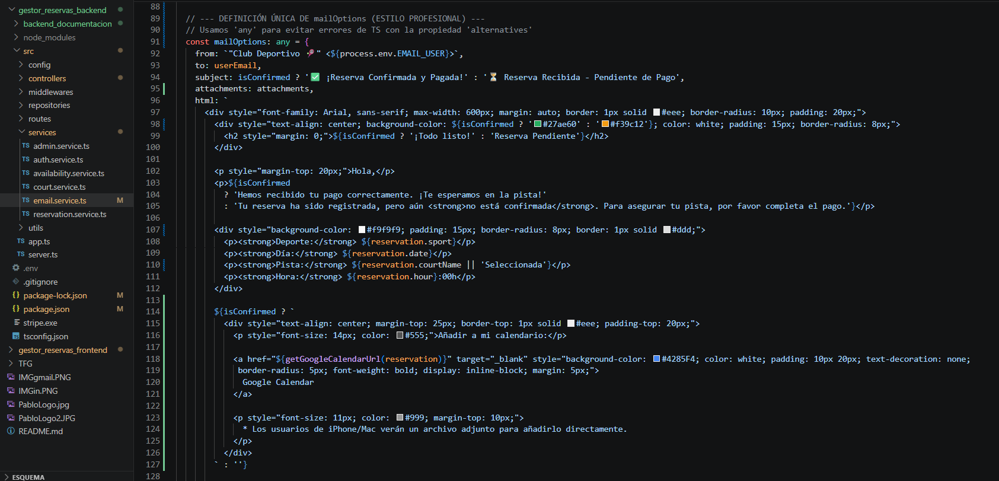 gestor_reservas_backend
backend_documentacion
node_modules
src
config
controllers
middlewares
repositories
routes
services
TS admin.service.ts
TS auth.service.ts
TS availability.service.ts
TS court.service.ts
TS email.service.ts M
TS reservation.service.ts
utils
TS app.ts
TS server.ts
.env
.gitignore
{} package-lock.json M
{} package.json M
stripe.exe
TS tsconfig.json
gestor_reservas_frontend
TFG
IMGgmail.PNG
IMGin.PNG
PabloLogo.jpg
PabloLogo2.JPG
README.md
ESQUEMA
88
89 // --- DEFINICIÓN ÚNICA DE mailOptions (ESTILO PROFESIONAL) ---
90 // Usamos 'any' para evitar errores de TS con la propiedad 'alternatives'
91 const mailOptions: any = {
92 from: `"Club Deportivo 🎤" <${process.env.EMAIL_USER}>`,
93 to: userEmail,
94 subject: isConfirmed ? '✅ ¡Reserva Confirmada y Pagada!' : '⏳ Reserva Recibida - Pendiente de Pago',
95 attachments: attachments,
96 html: `
97 <div style="font-family: Arial, sans-serif; max-width: 600px; margin: auto; border: 1px solid #eee; border-radius: 10px; padding: 20px;">
98 <div style="text-align: center; background-color: ${isConfirmed ? '#27ae60' : '#f39c12'}; color: white; padding: 15px; border-radius: 8px;">
99 <h2 style="margin: 0;">${isConfirmed ? '¡Todo listo!' : 'Reserva Pendiente'}</h2>
100 </div>
101
102 <p style="margin-top: 20px;">Hola,</p>
103 <p>${isConfirmed
104 ? 'Hemos recibido tu pago correctamente. ¡Te esperamos en la pista!'
105 : 'Tu reserva ha sido registrada, pero aún <strong>no está confirmada</strong>. Para asegurar tu pista, por favor completa el pago.'}</p>
106
107 <div style="background-color: #f9f9f9; padding: 15px; border-radius: 8px; border: 1px solid #ddd;">
108 <p><strong>Deporte:</strong> ${reservation.sport}</p>
109 <p><strong>Día:</strong> ${reservation.date}</p>
110 <p><strong>Pista:</strong> ${reservation.courtName || 'Seleccionada'}</p>
111 <p><strong>Hora:</strong> ${reservation.hour}:00h</p>
112 </div>
113
114 ${isConfirmed ? `
115 <div style="text-align: center; margin-top: 25px; border-top: 1px solid #eee; padding-top: 20px;">
116 <p style="font-size: 14px; color: #555;">Añadir a mi calendario:</p>
117
118 <a href="${getGoogleCalendarUrl(reservation)}" target="_blank" style="background-color: #4285F4; color: white; padding: 10px 20px; text-decoration: none;
119 border-radius: 5px; font-weight: bold; display: inline-block; margin: 5px;">
120 Google Calendar
121 </a>
122
123 <p style="font-size: 11px; color: #999; margin-top: 10px;">
124 * Los usuarios de iPhone/Mac verán un archivo adjunto para añadirlo directamente.
125 </p>
126 </div>
127 ` : ''}
128